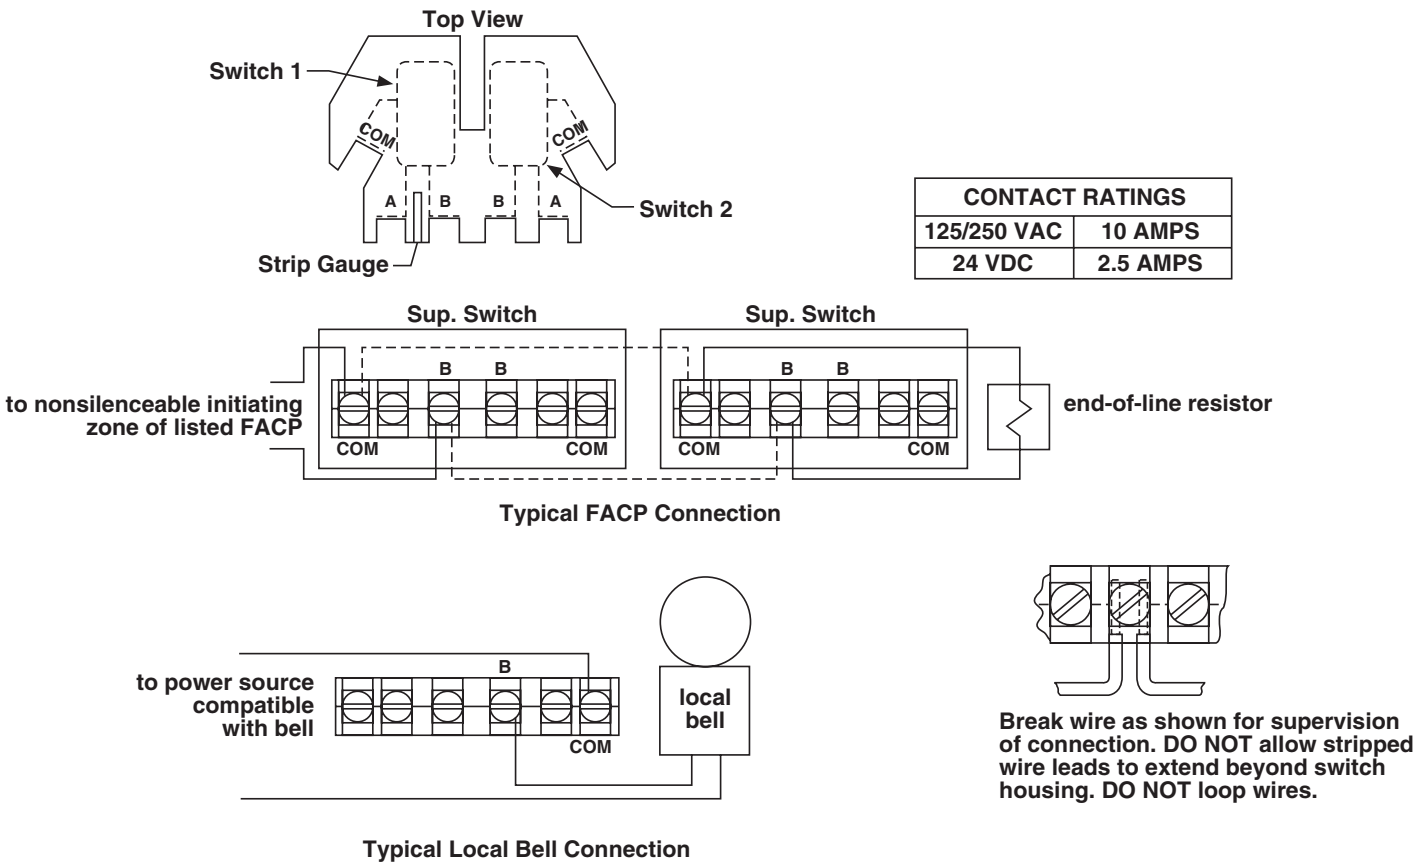 Top View
Switch 1
COM
COM
A
B
B
A
Switch 2
Strip Gauge
CONTACT RATINGS
125/250 VAC 10 AMPS
24 VDC 2.5 AMPS
Sup. Switch
Sup. Switch
B
B
B
B
to nonsilenceable initiating
zone of listed FACP
COM
COM
COM
COM
end-of-line resistor
Typical FACP Connection
to power source
compatible
with bell
B
COM
local
bell
Typical Local Bell Connection
Break wire as shown for supervision
of connection. DO NOT allow stripped
wire leads to extend beyond switch
housing. DO NOT loop wires.